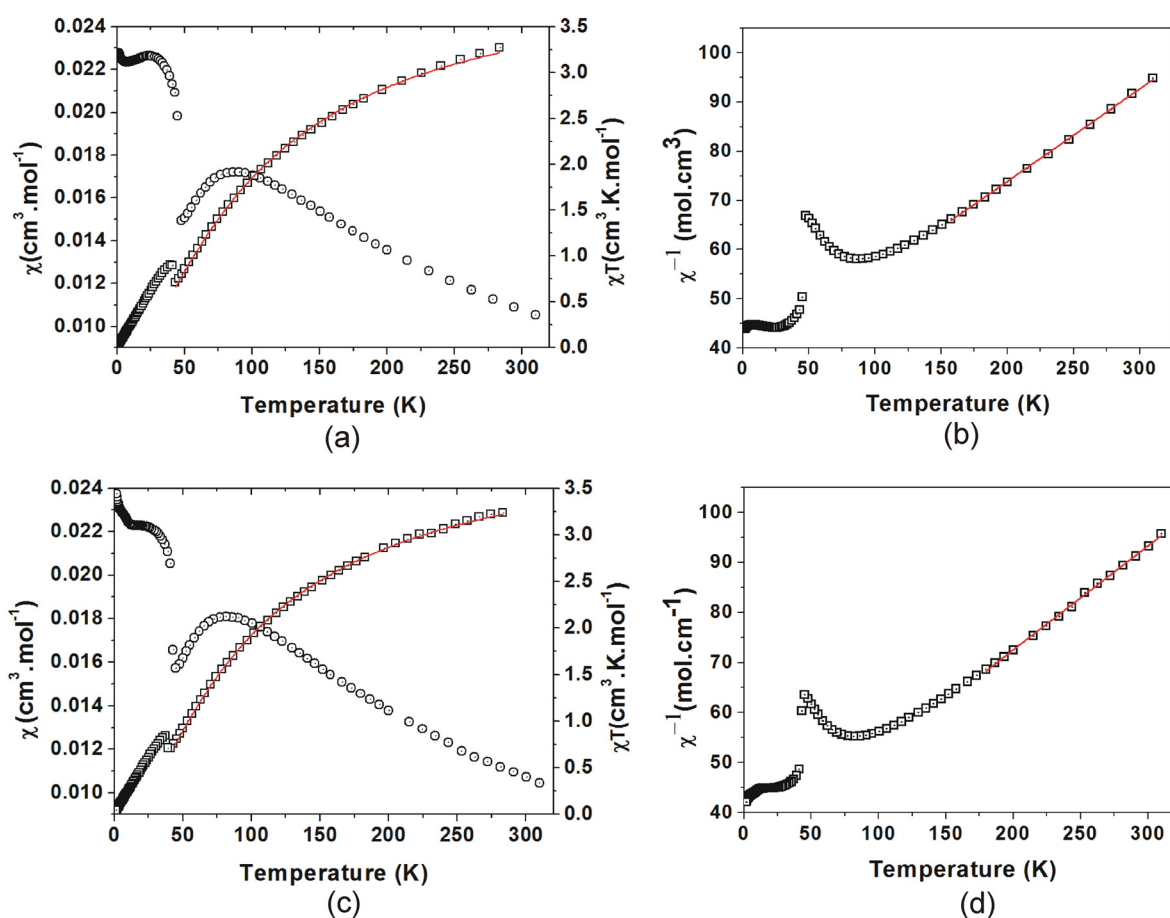 0.024
0.022
0.020
0.018
0.016
0.014
0.012
0.010
χ(cm³.mol⁻¹)
3.5
3.0
2.5
2.0
1.5
1.0
0.5
0.0
χT(cm³.K.mol⁻¹)
0 50 100 150 200 250 300
Temperature (K)
(a)
100
90
80
70
60
50
40
χ⁻¹ (mol.cm³)
0 50 100 150 200 250 300
Temperature (K)
(b)
0.024
0.022
0.020
0.018
0.016
0.014
0.012
0.010
χ(cm³.mol⁻¹)
3.5
3.0
2.5
2.0
1.5
1.0
0.5
0.0
χT(cm³.K.mol⁻¹)
0 50 100 150 200 250 300
Temperature (K)
(c)
100
90
80
70
60
50
40
χ⁻¹(mol.cm-1)
0 50 100 150 200 250 300
Temperature (K)
(d)